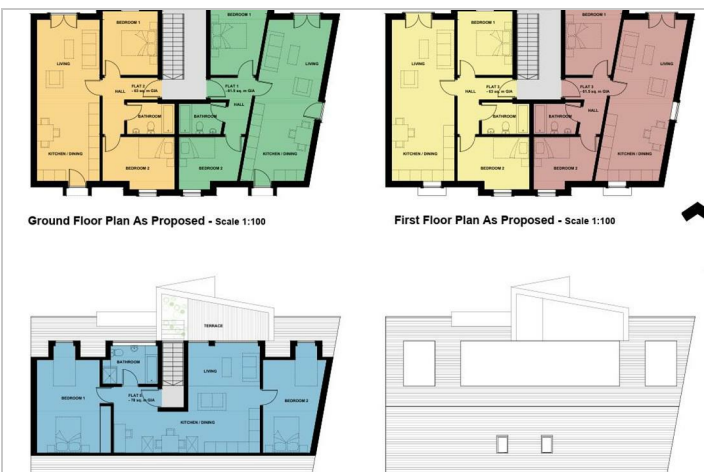 BEDROOM 1
LIVING
HALL
BATHROOM
KITCHEN / DINING
BEDROOM 2
BEDROOM 1
LIVING
HALL
BATHROOM
BEDROOM 2
KITCHEN / DINING
Ground Floor Plan As Proposed - Scale 1:100
LIVING
BEDROOM 1
HALL
BATHROOM
KITCHEN / DINING
BEDROOM 2
BEDROOM 1
LIVING
HALL
BATHROOM
BEDROOM 2
KITCHEN / DINING
First Floor Plan As Proposed - Scale 1:100
TERRACE
BATHROOM
LIVING
BEDROOM 1
BEDROOM 2
KITCHEN / DINING